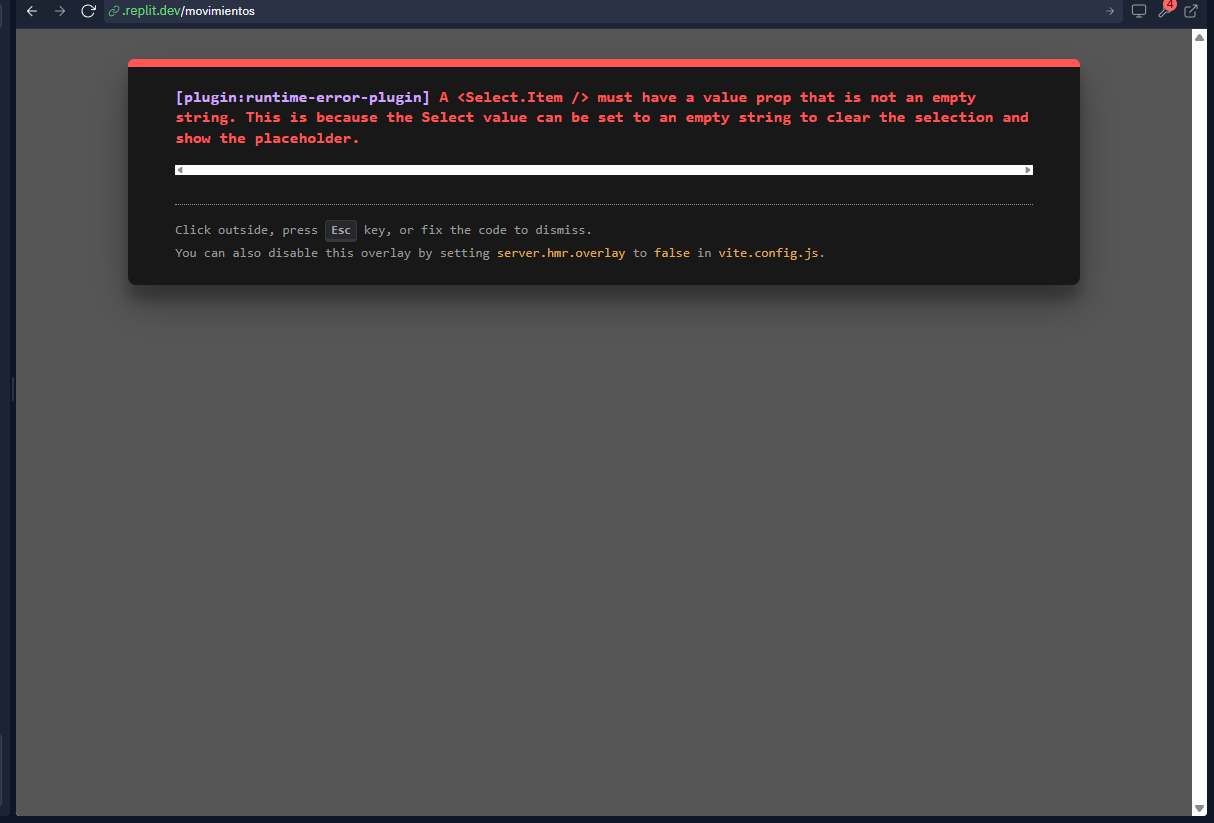 .replit.dev/movimientos
4
[plugin:runtime-error-plugin] A <Select.Item /> must have a value prop that is not an empty
string. This is because the Select value can be set to an empty string to clear the selection and
show the placeholder.
Click outside, press Esc key, or fix the code to dismiss.
You can also disable this overlay by setting server.hmr.overlay to false in vite.config.js.